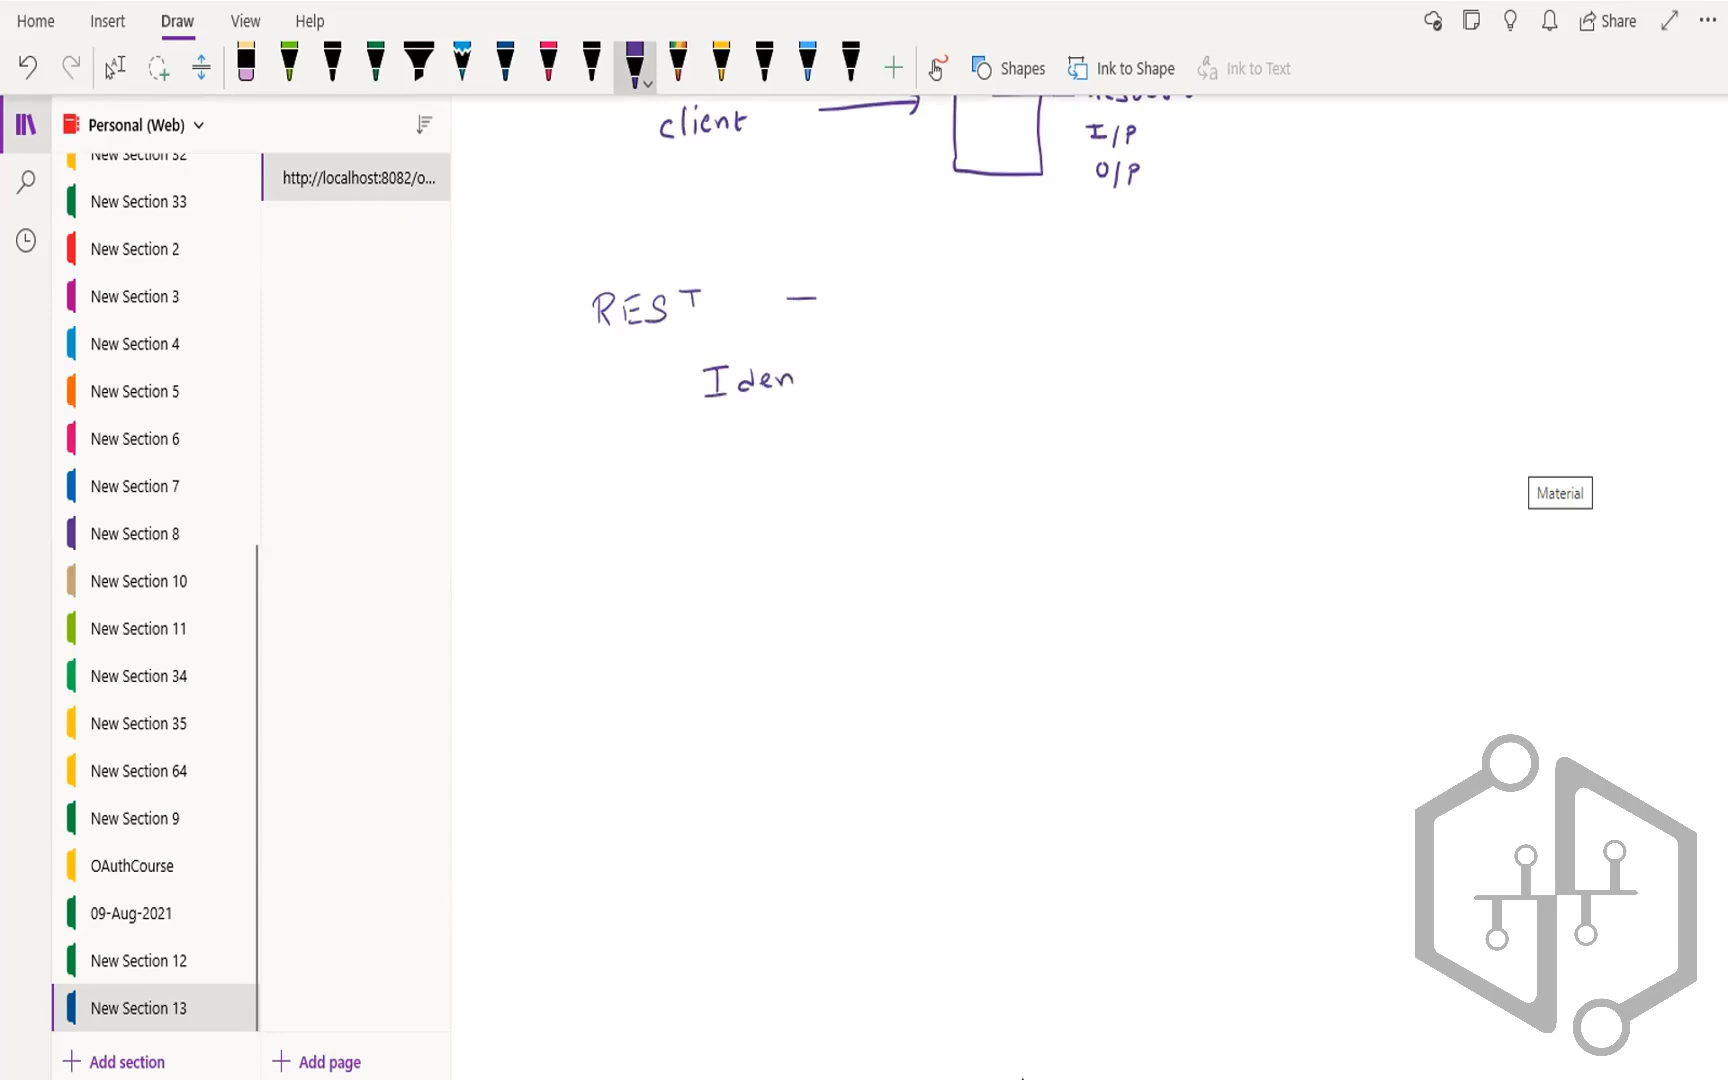 Home Insert Draw View Help
Share
Shapes Ink to Shape Ink to Text
Personal (Web)
New Section 32
New Section 33
New Section 2
New Section 3
New Section 4
New Section 5
New Section 6
New Section 7
New Section 8
New Section 10
New Section 11
New Section 34
New Section 35
New Section 64
New Section 9
OAuthCourse
09-Aug-2021
New Section 12
New Section 13
Add section
http://localhost:8082/o...
Add page
client
I/P
O/P
REST —
Iden
Material